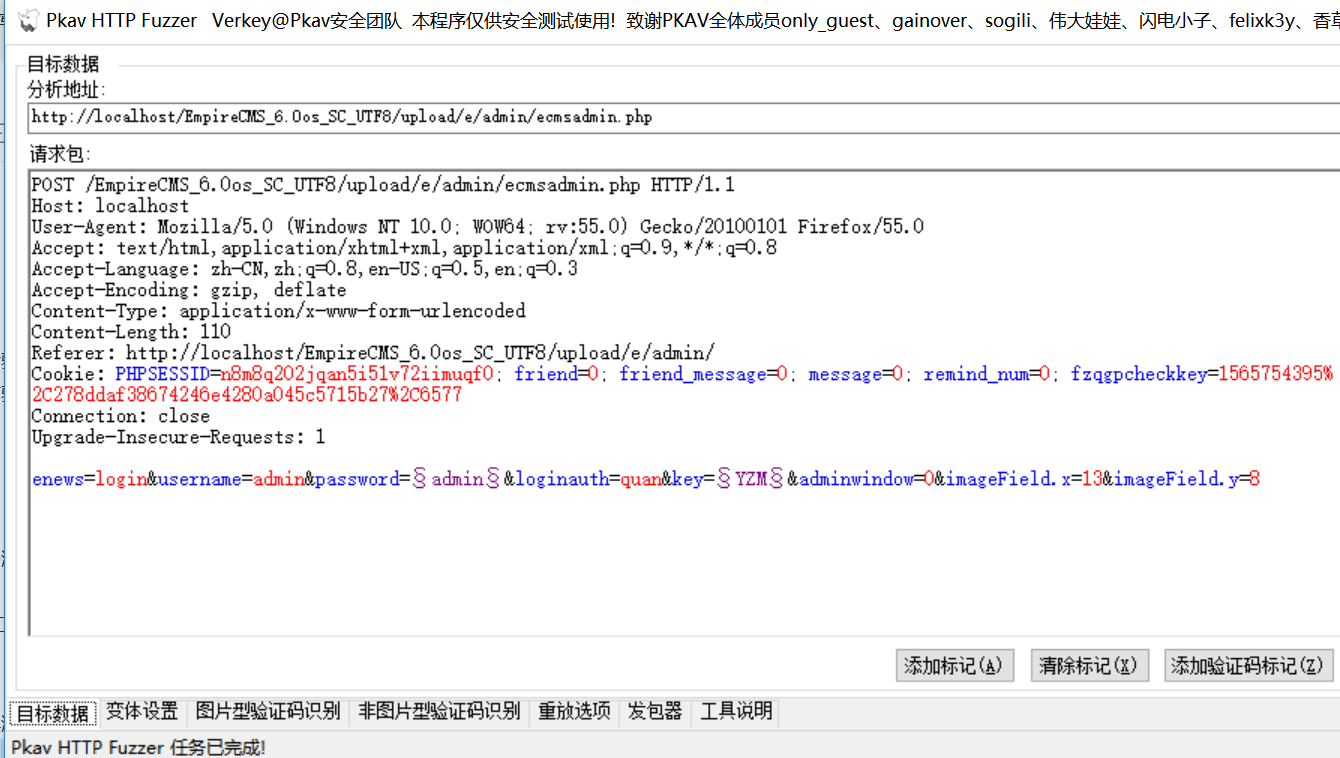 Pkav HTTP Fuzzer Verkey@Pkav安全团队 本程序仅供安全测试使用! 致谢PKAV全体成员only_guest、gainover、sogili、伟大娃娃、闪电小子、felixk3y、香草
目标数据
分析地址:
http://localhost/EmpireCMS_6.0os_SC_UTF8/upload/e/admin/ecmsadmin.php
请求包:
POST /EmpireCMS_6.0os_SC_UTF8/upload/e/admin/ecmsadmin.php HTTP/1.1
Host: localhost
User-Agent: Mozilla/5.0 (Windows NT 10.0; WOW64; rv:55.0) Gecko/20100101 Firefox/55.0
Accept: text/html,application/xhtml+xml,application/xml;q=0.9,*/*;q=0.8
Accept-Language: zh-CN,zh;q=0.8,en-US;q=0.5,en;q=0.3
Accept-Encoding: gzip, deflate
Content-Type: application/x-www-form-urlencoded
Content-Length: 110
Referer: http://localhost/EmpireCMS_6.0os_SC_UTF8/upload/e/admin/
Cookie: PHPSESSID=n8m8q202jqan5i51v72iimuqf0; friend=0; friend_message=0; message=0; remind_num=0; fzqgpcheckkey=1565754395%
2C278ddaf38674246e4280a045c5715b27%2C6577
Connection: close
Upgrade-Insecure-Requests: 1
enews=login&username=admin&password=§admin§&loginauth=quan&key=§YZM§&adminwindow=0&imageField.x=13&imageField.y=8
添加标记(A) 清除标记(X) 添加验证码标记(Z)
目标数据 变体设置 图片型验证码识别 非图片型验证码识别 重放选项 发包器 工具说明
Pkav HTTP Fuzzer 任务已完成!